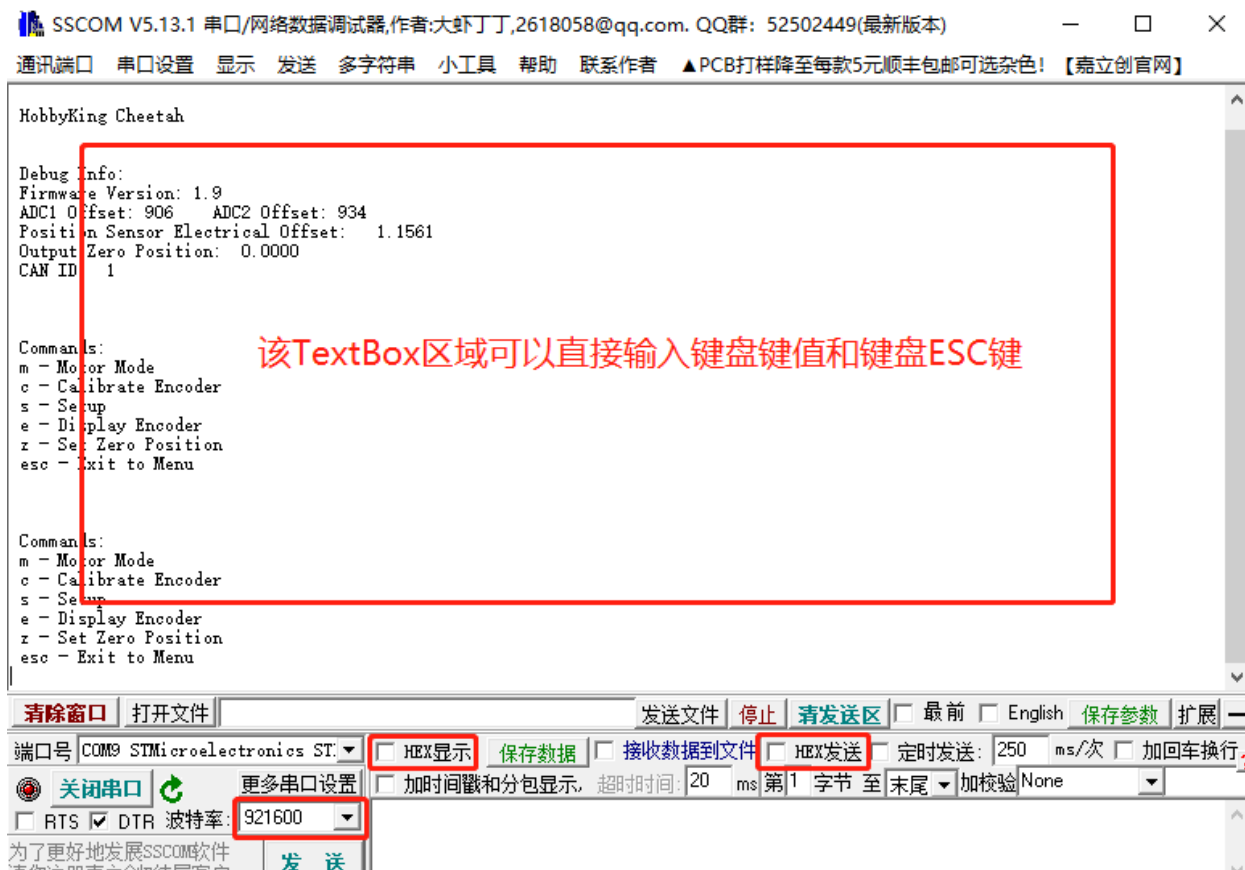 SSCOM V5.13.1 串口/网络数据调试器,作者:大虾丁丁,2618058@qq.com. QQ群: 52502449(最新版本)
通讯端口 串口设置 显示 发送 多字符串 小工具 帮助 联系作者 ▲PCB打样降至每款5元顺丰包邮可选杂色! 【嘉立创官网】
HobbyKing Cheetah
Debug Info:
Firmware Version: 1.9
ADC1 Offset: 906 ADC2 Offset: 934
Position Sensor Electrical Offset: 1.1561
Output Zero Position: 0.0000
CAN ID: 1
Commands:
该TextBox区域可以直接输入键盘键值和键盘ESC键
m - Motor Mode
c - Calibrate Encoder
s - Setup
e - Display Encoder
z - Set Zero Position
esc - Exit to Menu
Commands:
m - Motor Mode
c - Calibrate Encoder
s - Setup
e - Display Encoder
z - Set Zero Position
esc - Exit to Menu
清除窗口 打开文件 发送文件 停止 清发送区 最前 English 保存参数 扩展 —
端口号 COM9 STMicroelectronics ST. HEX显示 保存数据 接收数据到文件 HEX发送 定时发送: 250 ms/次 加回车换行
关闭串口 更多串口设置 加时间戳和分包显示, 超时时间: 20 ms 第1 字节 至 末尾 加校验 None
RTS DTR 波特率: 921600
为了更好地发展SSCOM软件
发 送